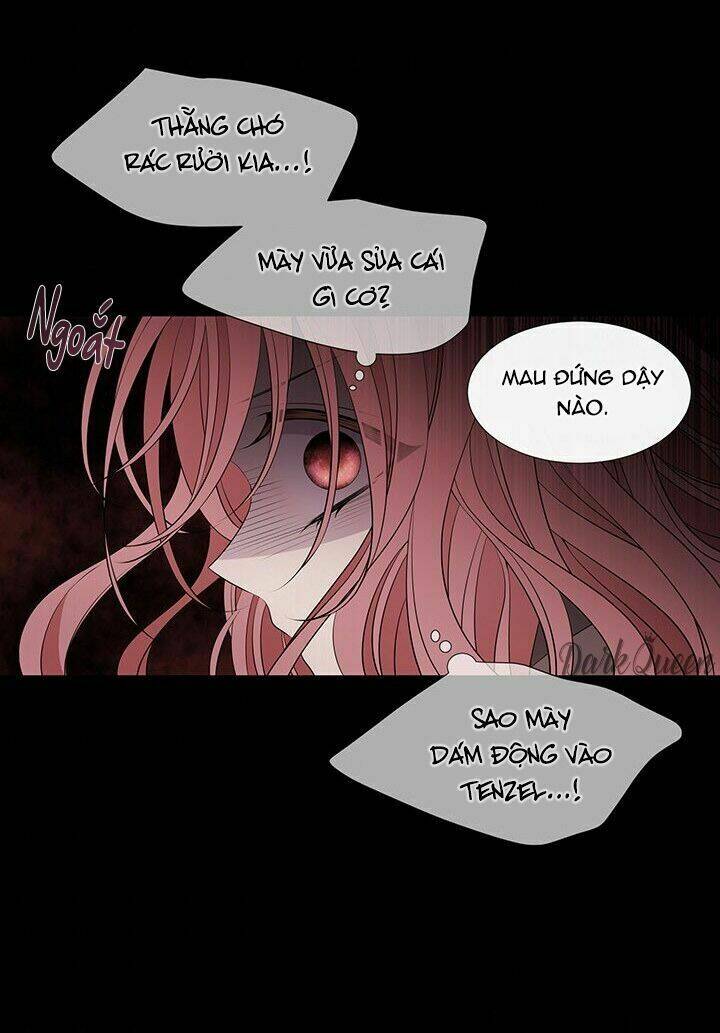 THẰNG CHÓ
RÁC RƯỞI KIA...!
MÀY VỪA SỦA CÁI
GÌ CƠ?
Ngoắt
MAU ĐỨNG DẬY
NÀO.
DarkQueen
SAO MÀY
DÁM ĐỘNG VÀO
TENZEL...!